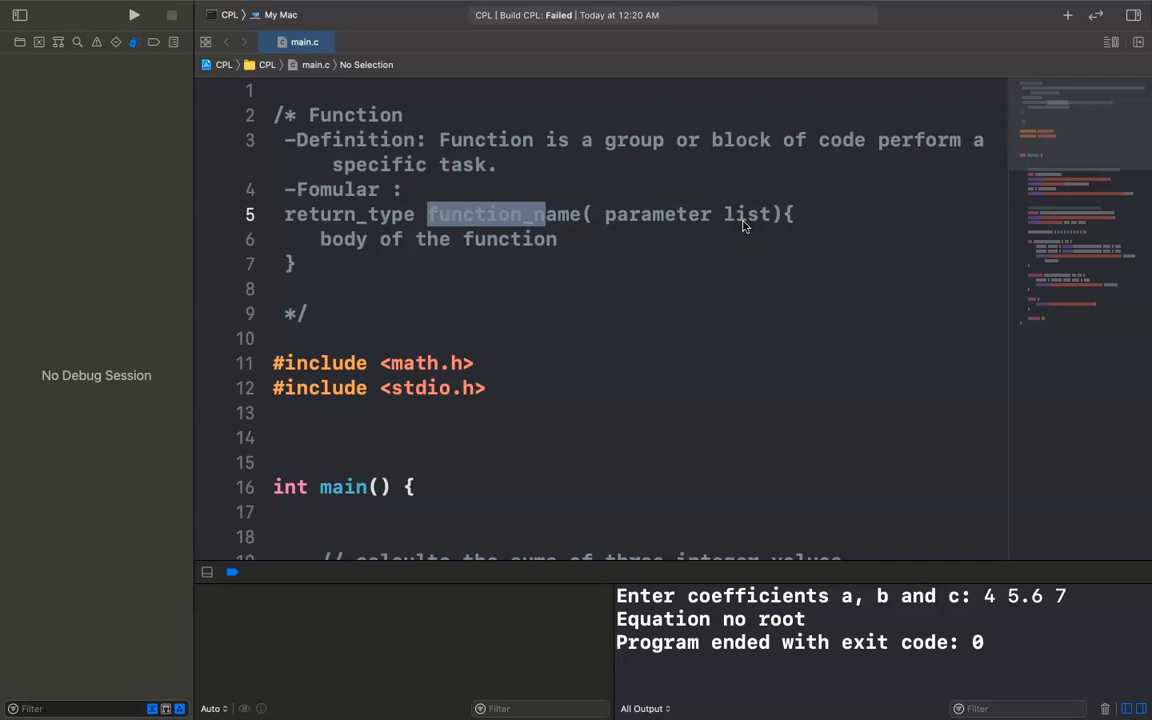 CPL 〉 My Mac
CPL | Build CPL: Failed | Today at 12:20 AM
main.c
CPL 〉 CPL 〉 main.c 〉 No Selection
1
2 /* Function
3 -Definition: Function is a group or block of code perform a
specific task.
4 -Fomular :
5 return_type function_name( parameter list){
6 body of the function
7 }
8
9 */
10
11 #include <math.h>
12 #include <stdio.h>
13
14
15
16 int main() {
17
18
No Debug Session
Enter coefficients a, b and c: 4 5.6 7
Equation no root
Program ended with exit code: 0
Filter
Auto
Filter
All Output
Filter